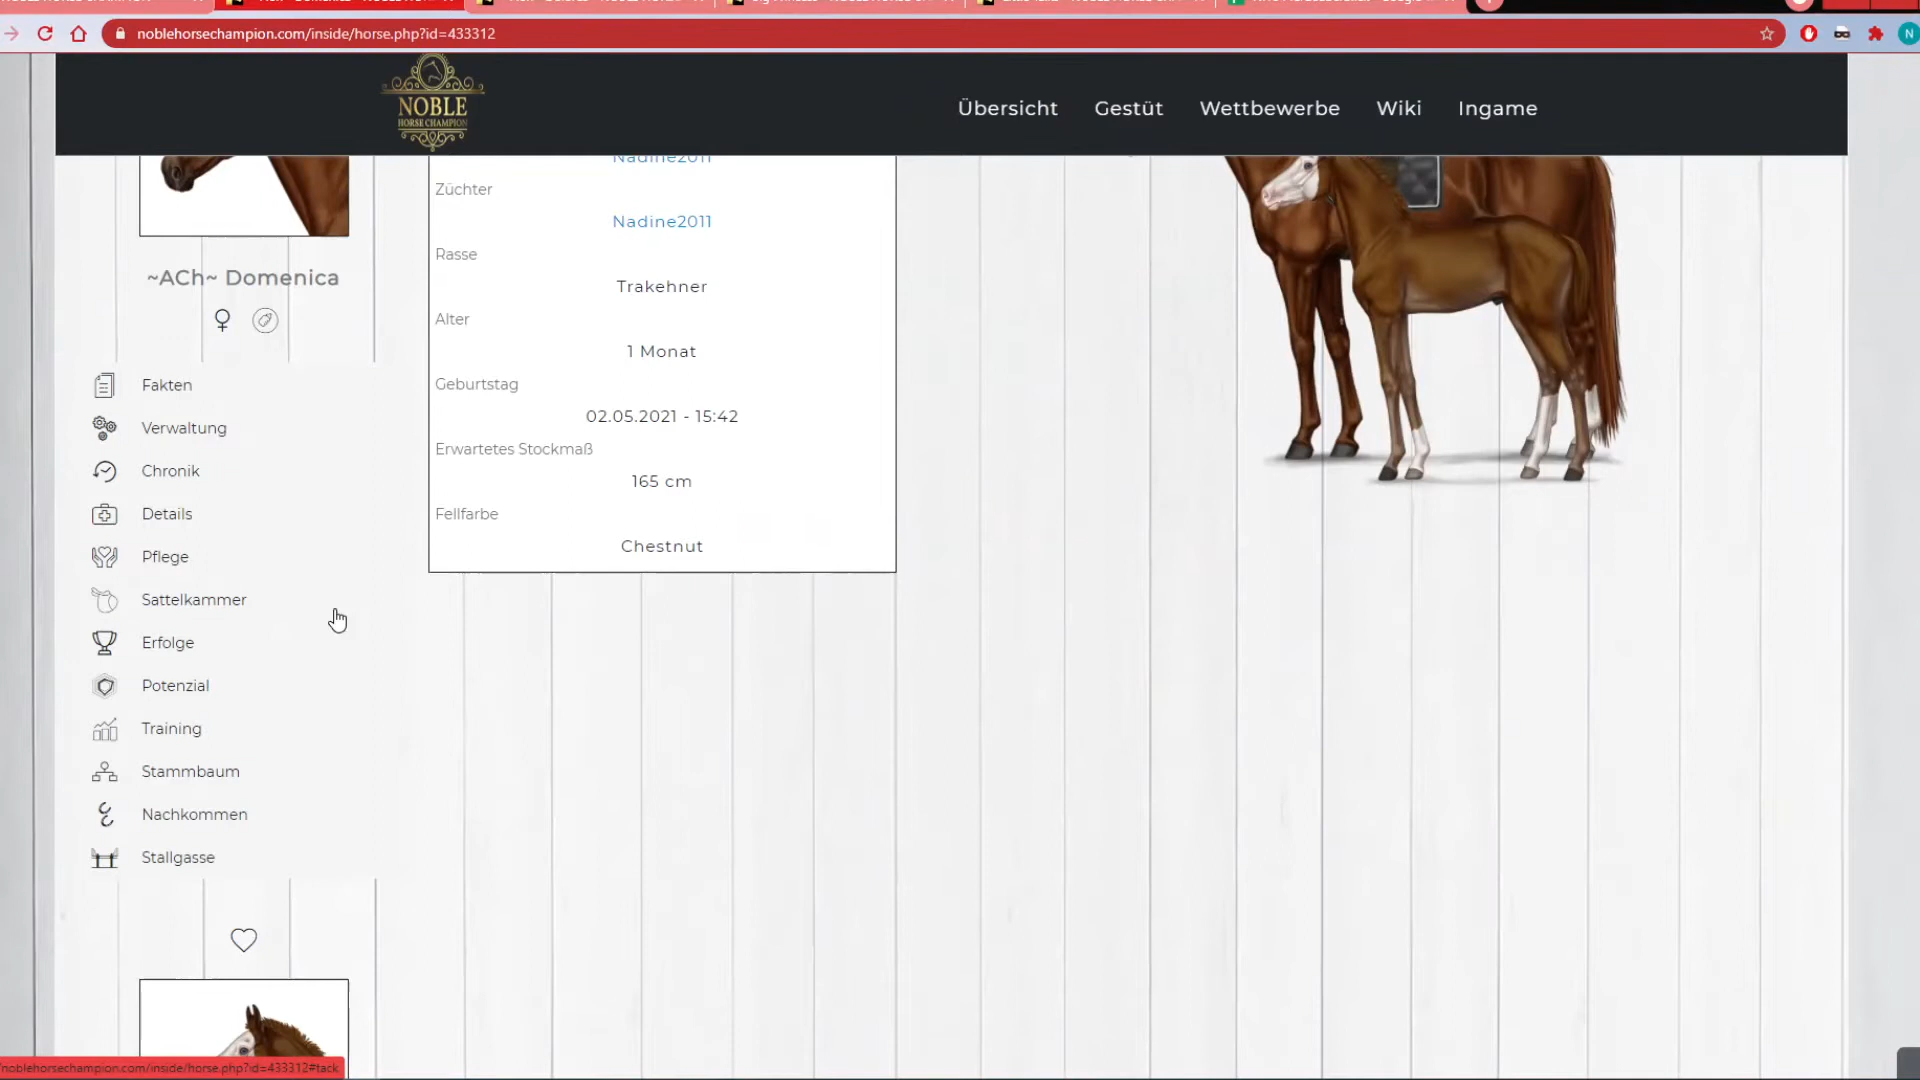 noblehorsechampion.com/inside/horse.php?id=433312
N
NOBLE
HORSE CHAMPION
Übersicht
Gestüt
Wettbewerbe
Wiki
Ingame
Nadine2011
Züchter
Nadine2011
Rasse
Trakehner
Alter
1 Monat
Geburtstag
02.05.2021 - 15:42
Erwartetes Stockmaß
165 cm
Fellfarbe
Chestnut
~ACh~ Domenica
Fakten
Verwaltung
Chronik
Details
Pflege
Sattelkammer
Erfolge
Potenzial
Training
Stammbaum
Nachkommen
Stallgasse
noblehorsechampion.com/inside/horse.php?id=433312#tack